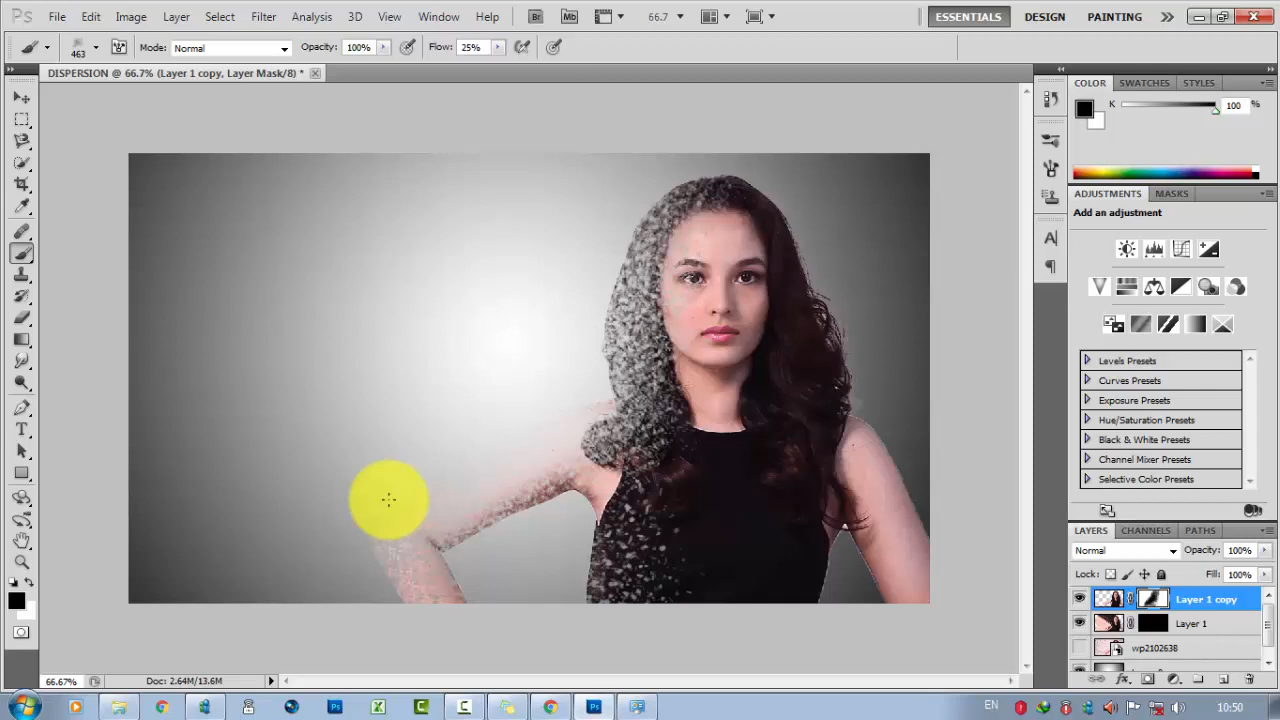 Ps File Edit Image Layer Select Filter Analysis 3D View Window Help Br Mb 66.7 ESSENTIALS DESIGN PAINTING
463 Mode: Normal Opacity: 100% Flow: 25%
DISPERSION @ 66.7% (Layer 1 copy, Layer Mask/8) *
COLOR SWATCHES STYLES
K 100 %
ADJUSTMENTS MASKS
Add an adjustment
Levels Presets
Curves Presets
Exposure Presets
Hue/Saturation Presets
Black & White Presets
Channel Mixer Presets
Selective Color Presets
LAYERS CHANNELS PATHS
Normal Opacity: 100%
Lock: Fill: 100%
Layer 1 copy
Layer 1
wp2102638
66.67% Doc: 2.64M/13.6M
EN 10:50